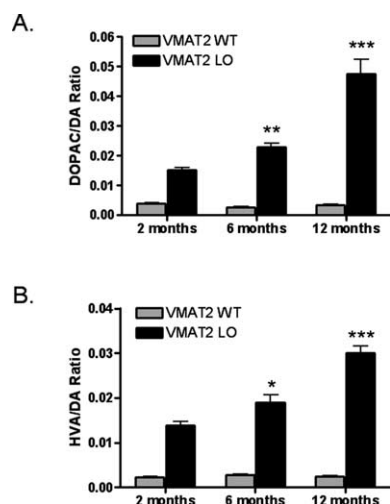 A.
0.06
0.05
0.04
0.03
0.02
0.01
0.00
DOPAC/DA Ratio
VMAT2 WT
VMAT2 LO
**
***
2 months 6 months 12 months
B.
0.04
0.03
0.02
0.01
0.00
HVA/DA Ratio
VMAT2 WT
VMAT2 LO
*
***
2 months 6 months 12 months